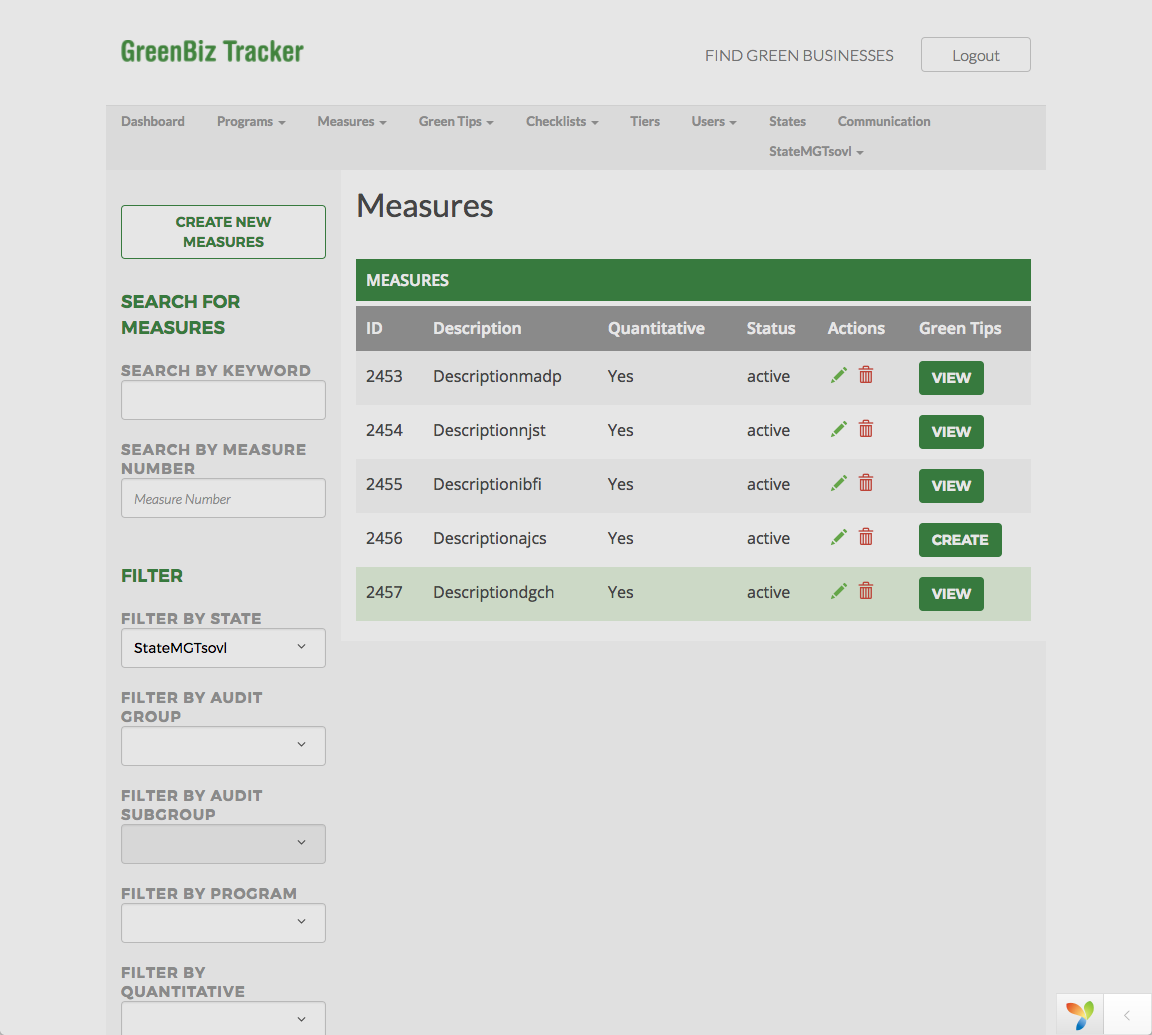 GreenBiz Tracker
FIND GREEN BUSINESSES Logout
Dashboard Programs Measures Green Tips Checklists Tiers Users States Communication
StateMGTsovl
CREATE NEW
MEASURES
SEARCH FOR
MEASURES
SEARCH BY KEYWORD
SEARCH BY MEASURE
NUMBER
Measure Number
FILTER
FILTER BY STATE
StateMGTsovl
FILTER BY AUDIT
GROUP
FILTER BY AUDIT
SUBGROUP
FILTER BY PROGRAM
FILTER BY
QUANTITATIVE
Measures
MEASURES
ID Description Quantitative Status Actions Green Tips
2453 Descriptionmadp Yes active VIEW
2454 Descriptionnjst Yes active VIEW
2455 Descriptionibfi Yes active VIEW
2456 Descriptionajcs Yes active CREATE
2457 Descriptiondgch Yes active VIEW